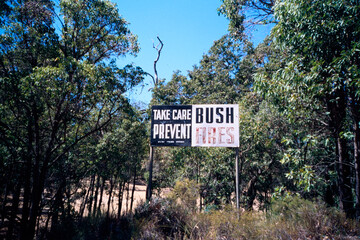 TAKE CARE
PREVENT
BUSH
FIRES